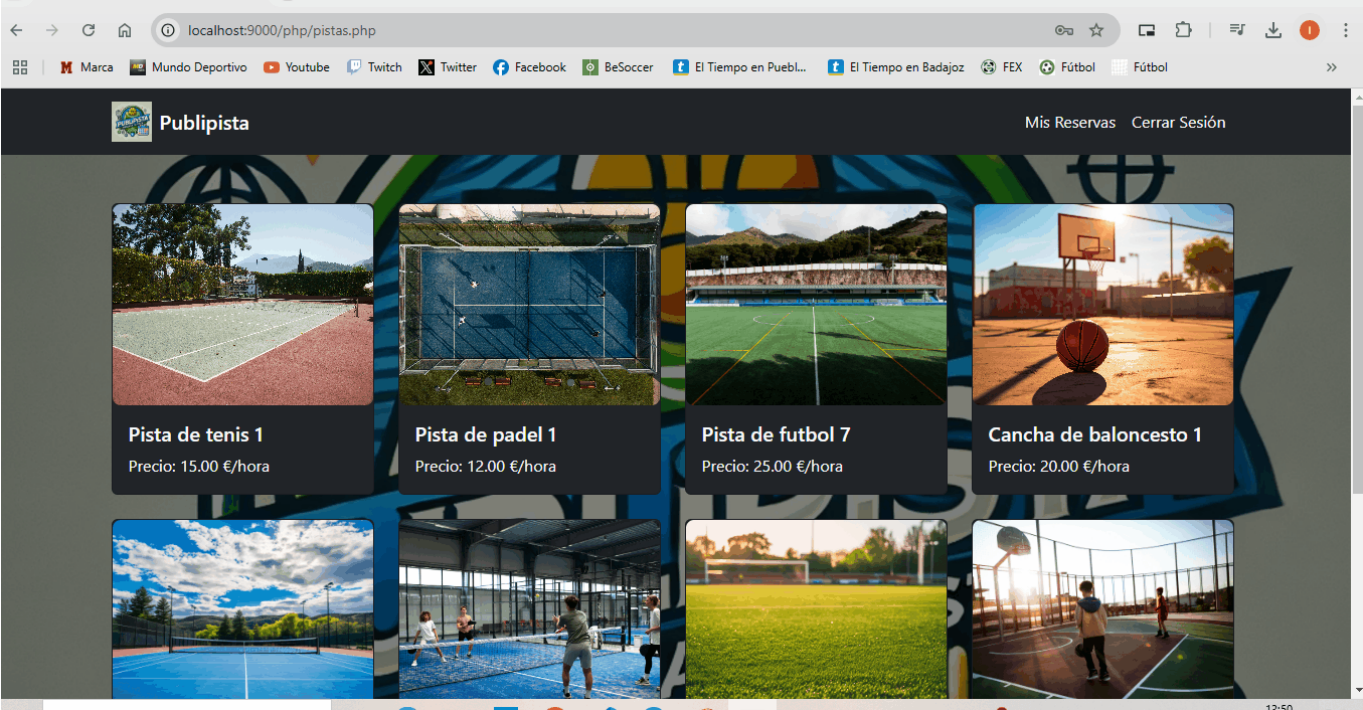 localhost:9000/php/pistas.php
Marca Mundo Deportivo Youtube Twitch Twitter Facebook BeSoccer El Tiempo en Puebl... El Tiempo en Badajoz FEX Fútbol Fútbol
PUBLIPISTA Publipista Mis Reservas Cerrar Sesión
Pista de tenis 1 Pista de padel 1 Pista de futbol 7 Cancha de baloncesto 1
Precio: 15.00 €/hora Precio: 12.00 €/hora Precio: 25.00 €/hora Precio: 20.00 €/hora
12:50